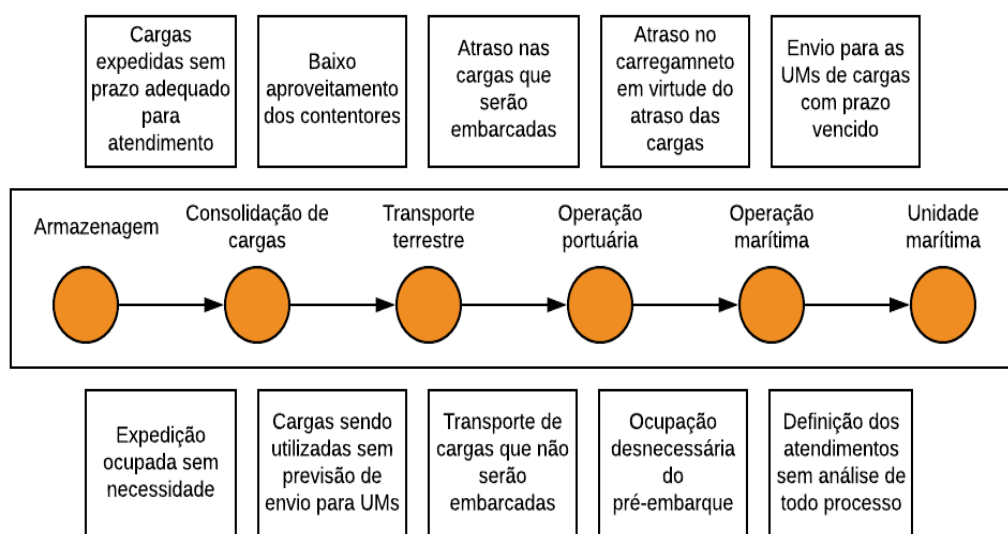 Cargas
expedidas sem
prazo adequado
para
atendimento
Baixo
aproveitamento
dos contentores
Atraso nas
cargas que
serão
embarcadas
Atraso no
carregamneto
em virtude do
atraso das
cargas
Envio para as
UMs de cargas
com prazo
vencido
Armazenagem
Consolidação de
cargas
Transporte
terrestre
Operação
portuária
Operação
marítima
Unidade
marítima
Expedição
ocupada sem
necessidade
Cargas sendo
utilizadas sem
previsão de
envio para UMs
Transporte de
cargas que não
serão
embarcadas
Ocupação
desnecessária
do
pré-embarque
Definição dos
atendimentos
sem análise de
todo processo